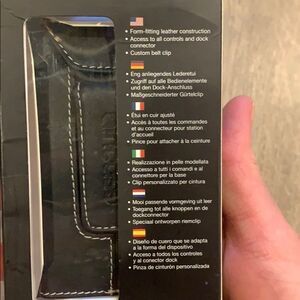 • Form-fitting leather construction
• Access to all controls and dock
connector
• Custom belt clip
• Eng anliegendes Lederetui
• Zugriff auf alle Bedienelemente
und den Dock-Anschluss
• Maßgeschneiderter Gürtelclip
• Étui en cuir ajusté
• Accès à toutes les commandes
et au connecteur pour station
d'accueil
• Pince pour attacher à la ceinture
• Realizzazione in pelle modellata
• Accesso a tutti i comandi e al
connettore per la base
• Clip personalizzato per cintura
• Mooi passende vormgeving uit leer
• Toegang tot alle knoppen en de
dockconnector
• Speciaal ontworpen riemclip
• Diseño de cuero que se adapta
a la forma del dispositivo
• Acceso a todos los controles
y al conector dock
• Pinza de cinturón personalizada